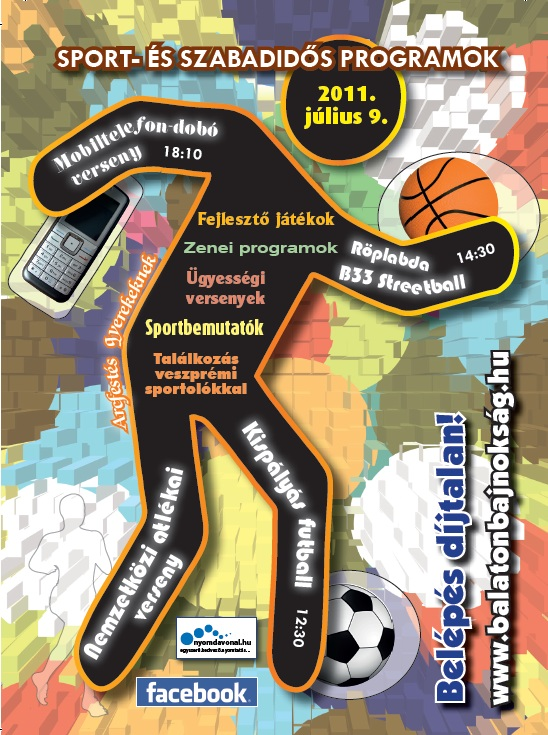 SPORT- ÉS SZABADIDŐS PROGRAMOK
2011.
július 9.
Mobiltelefon-dobó
verseny 18:10
Fejlesztő játékok
Zenei programok
Ügyességi
versenyek
Sportbemutatók
Találkozás
veszprémi
sportolókkal
Röplabda 14:30
B33 Streetball
Arcfestés gyerekeknek
Nemzetközi atlékai
verseny
Kispályás futball 12:30
Belépés díjtalan!
www.balatonbajnokság.hu
nyomdavonal.hu
facebook